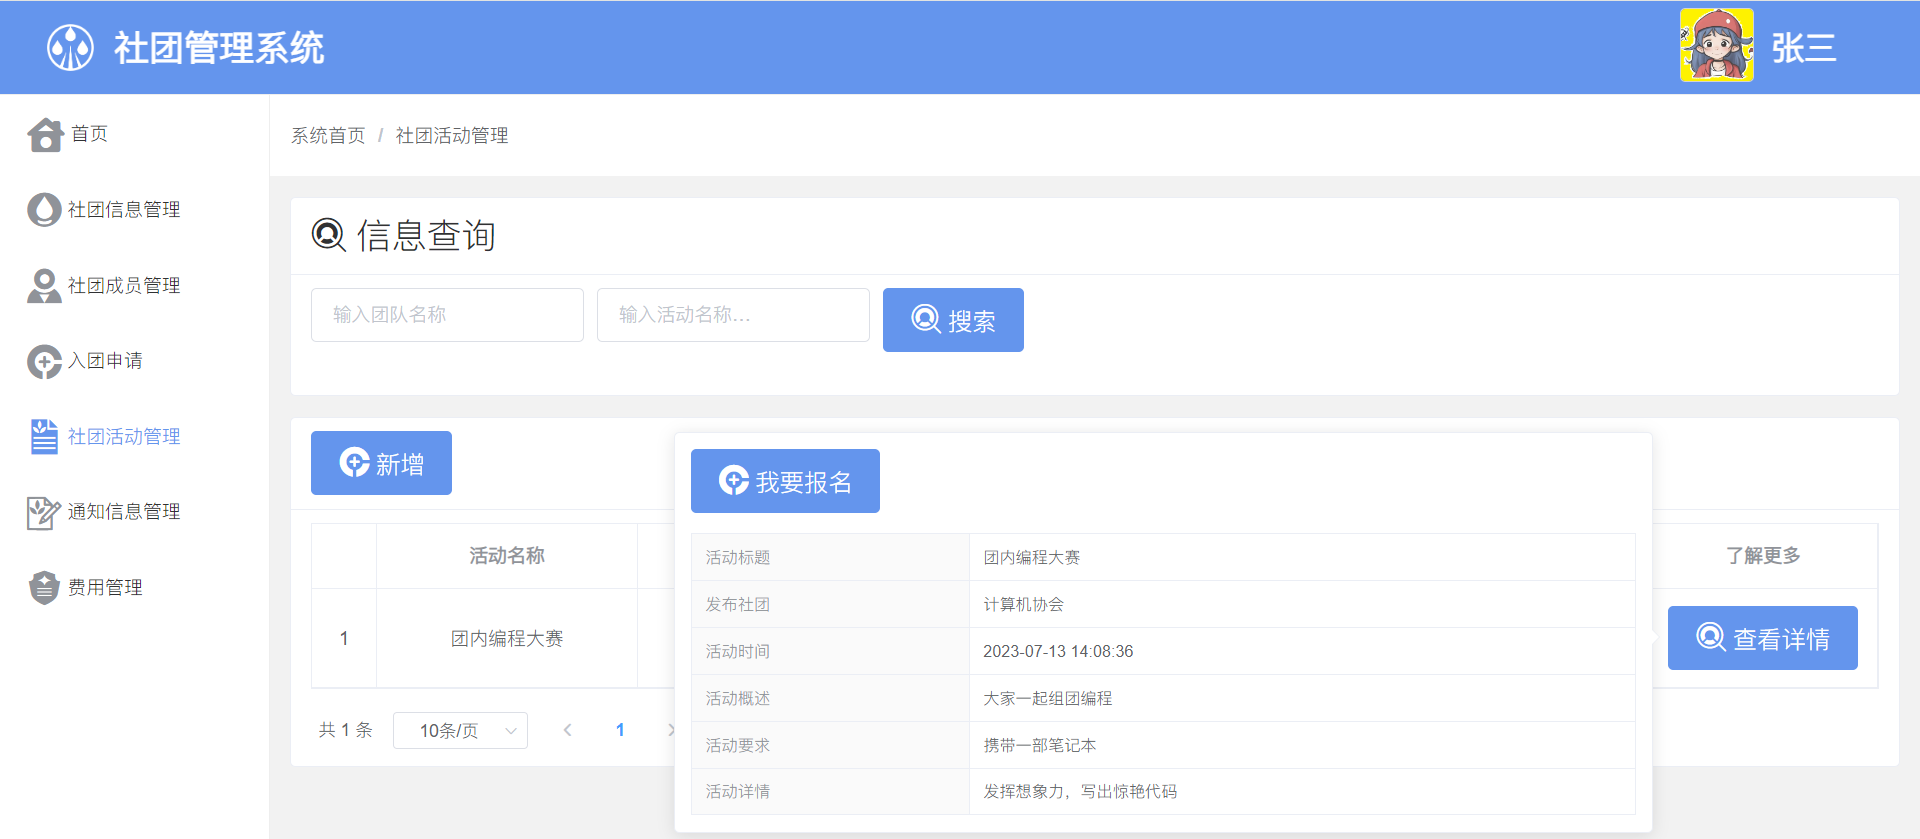 社团管理系统
张三
首页
社团信息管理
社团成员管理
入团申请
社团活动管理
通知信息管理
费用管理
系统首页 / 社团活动管理
信息查询
输入团队名称
输入活动名称...
搜索
新增
活动名称
了解更多
1
团内编程大赛
查看详情
共 1 条
10条/页
1
我要报名
活动标题 团内编程大赛
发布社团 计算机协会
活动时间 2023-07-13 14:08:36
活动概述 大家一起组团编程
活动要求 携带一部笔记本
活动详情 发挥想象力，写出惊艳代码